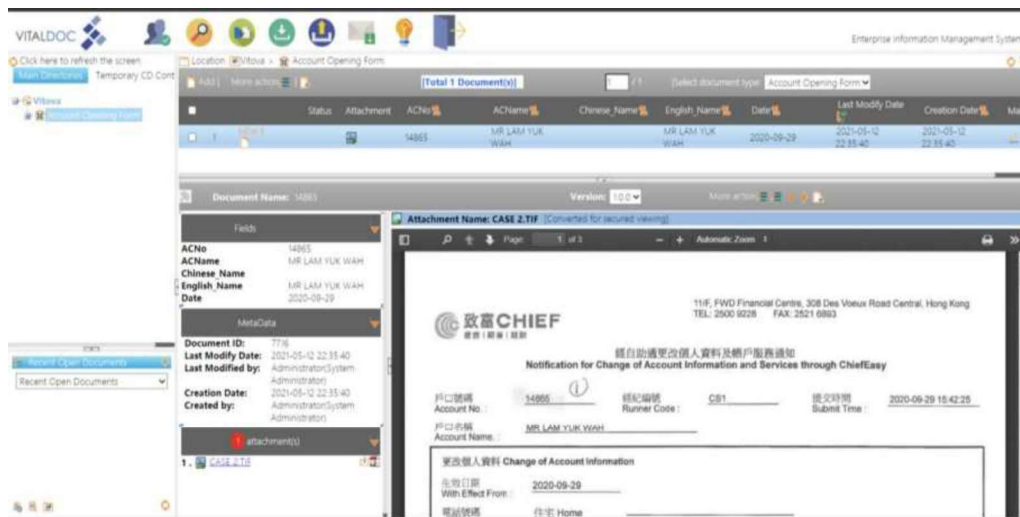 VITALDOC
Enterprise Information Management System
Click here to refresh the screen
Main Directories Temporary CD Cont
Location Vitova > Account Opening Form
Add | More action
[Total 1 Document(s)]
1 / 1
[Select document type: Account Opening Form
Vitova
Account Opening Form
Status Attachment ACNo ACName Chinese_Name English_Name Date Last Modify Date Creation Date Ma
1 14865 MR LAM YUK WAH MR LAM YUK WAH 2020-09-29 2021-05-12 22:35:40 2021-05-12 22:35:40
Document Name: 14865 Version: 1.0.0 More action
Fields
ACNo 14865
ACName MR LAM YUK WAH
Chinese_Name
English_Name MR LAM YUK WAH
Date 2020-09-29
MetaData
Document ID: 7716
Last Modify Date: 2021-05-12 22:35:40
Last Modified by: Administrator(System Administrator)
Creation Date: 2021-05-12 22:35:40
Created by: Administrator(System Administrator)
1 attachment(s)
1 . CASE 2.TIF
Recent Open Documents
Recent Open Documents
Attachment Name: CASE 2.TIF [Converted for secured viewing]
Page: 1 of 3 Automatic Zoom
致富CHIEF
11/F, FWD Financial Centre, 308 Des Voeux Road Central, Hong Kong
TEL: 2500 9228 FAX: 2521 6893
經自助通更改個人資料及帳戶服務通知
Notification for Change of Account Information and Services through ChiefEasy
戶口號碼 14865 ① 經紀編號 CS1 提交時間 2020-09-29 15:42:25
Account No. : Runner Code : Submit Time :
戶口名稱
Account Name. : MR LAM YUK WAH
更改個人資料 Change of Account Information
生效日期
With Effect From : 2020-09-29
電話號碼 住宅 Home